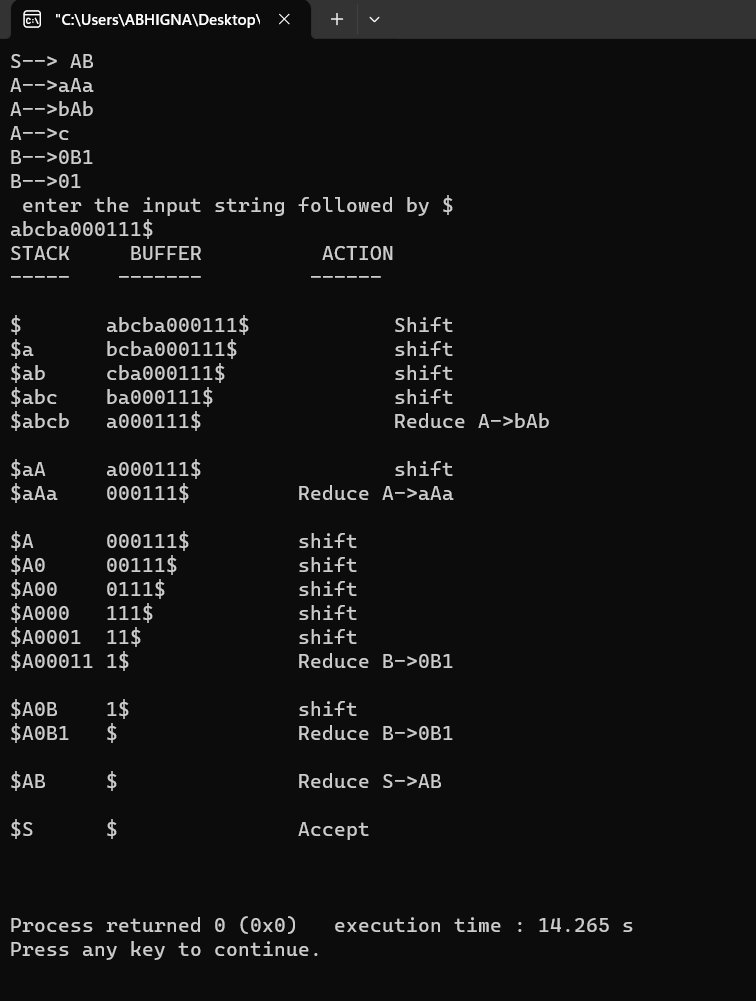 "C:\Users\ABHIGNA\Desktop\
S--> AB
A-->aAa
A-->bAb
A-->c
B-->0B1
B-->01
 enter the input string followed by $
abcba000111$
STACK     BUFFER          ACTION
-----    -------         ------
$       abcba000111$            Shift
$a      bcba000111$             shift
$ab     cba000111$              shift
$abc    ba000111$               shift
$abcb   a000111$                Reduce A->bAb
$aA     a000111$                shift
$aAa    000111$         Reduce A->aAa
$A      000111$         shift
$A0     00111$          shift
$A00    0111$           shift
$A000   111$            shift
$A0001  11$             shift
$A00011 1$              Reduce B->0B1
$A0B    1$              shift
$A0B1   $               Reduce B->0B1
$AB     $               Reduce S->AB
$S      $               Accept
Process returned 0 (0x0)   execution time : 14.265 s
Press any key to continue.